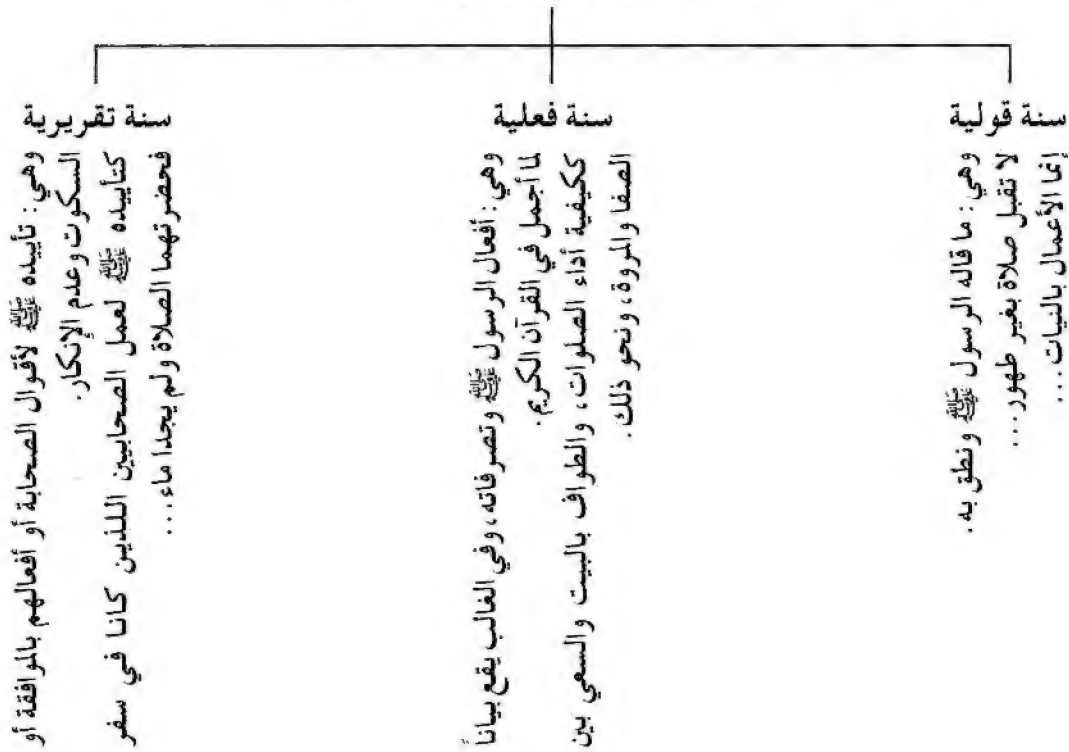 سنة قولية
وهي : ما قاله الرسول ﷺ ونطق به .
لا تقبل صلاة بغير طهور ....
إنما الأعمال بالنيات ...
سنة فعلية
وهي : أفعال الرسول ﷺ وتصرفاته ، وفي الغالب يقع بياناً
لما أجمل في القرآن الكريم .
ككيفية أداء الصلوات ، والطواف بالبيت والسعي بين
الصفا والمروة ، ونحو ذلك .
سنة تقريرية
وهي : تأييده ﷺ لأقوال الصحابة أو أفعالهم بالموافقة أو
السكوت وعدم الإنكار .
كتأييده ﷺ لعمل الصحابيين اللذين كانا في سفر
فحضرتهما الصلاة ولم يجدا ماء ...